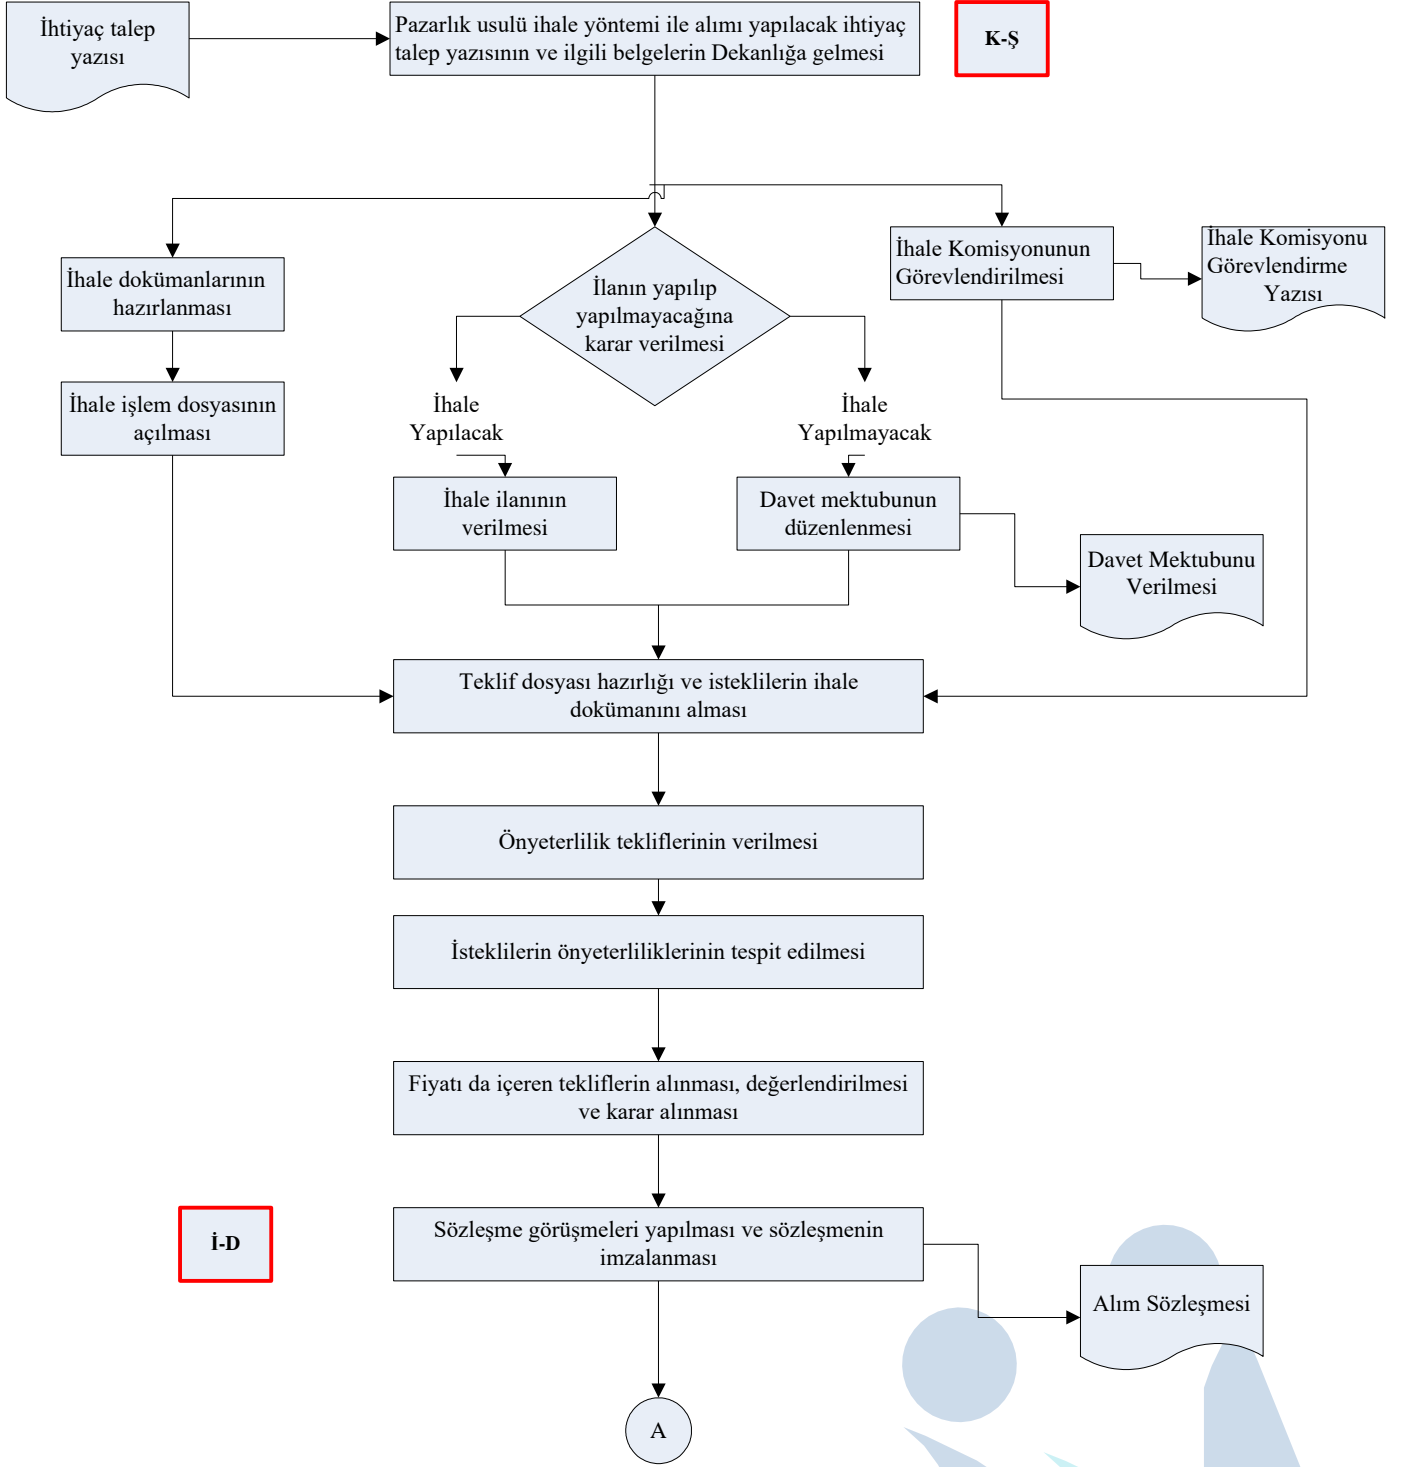 İhtiyaç talep
yazısı
Pazarlık usulü ihale yöntemi ile alımı yapılacak ihtiyaç
talep yazısının ve ilgili belgelerin Dekanlığa gelmesi
K-Ş
İhale dokümanlarının
hazırlanması
İlanın yapılıp
yapılmayacağına
karar verilmesi
İhale Komisyonunun
Görevlendirilmesi
İhale Komisyonu
Görevlendirme
Yazısı
İhale işlem dosyasının
açılması
İhale
Yapılacak
İhale
Yapılmayacak
İhale ilanının
verilmesi
Davet mektubunun
düzenlenmesi
Davet Mektubunu
Verilmesi
Teklif dosyası hazırlığı ve isteklilerin ihale
dokümanını alması
Önyeterlilik tekliflerinin verilmesi
İsteklilerin önyeterliliklerinin tespit edilmesi
Fiyatı da içeren tekliflerin alınması, değerlendirilmesi
ve karar alınması
İ-D
Sözleşme görüşmeleri yapılması ve sözleşmenin
imzalanması
Alım Sözleşmesi
A